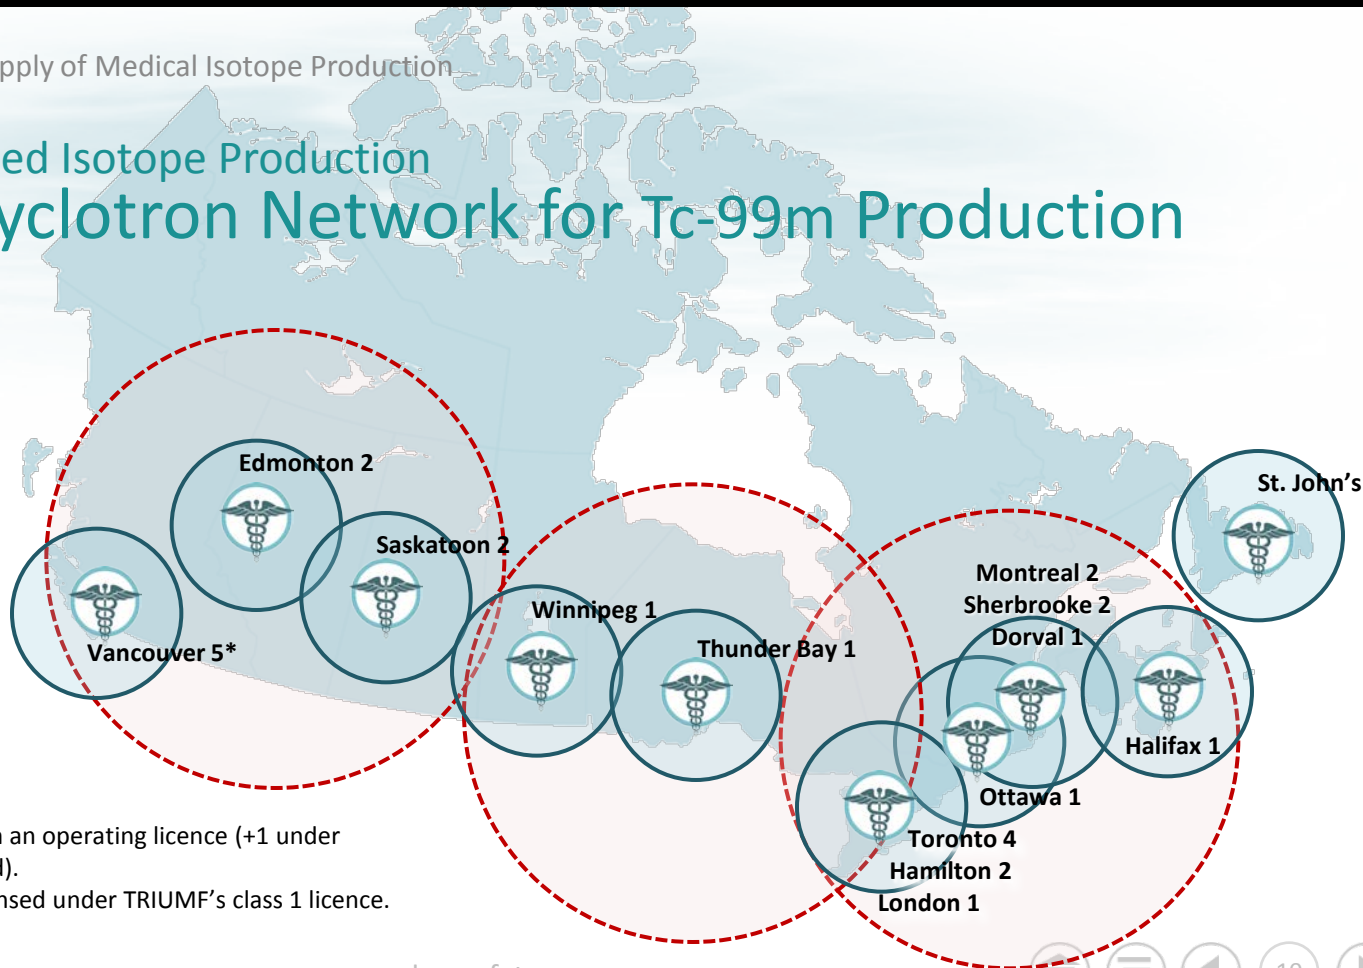 pply of Medical Isotope Production
ed Isotope Production
yclotron Network for Tc-99m Production
Edmonton 2
St. John's
Saskatoon 2
Montreal 2
Sherbrooke 2
Dorval 1
Winnipeg 1
Thunder Bay 1
Vancouver 5*
Halifax 1
Ottawa 1
Toronto 4
Hamilton 2
London 1
an operating licence (+1 under
d).
nsed under TRIUMF's class 1 licence.